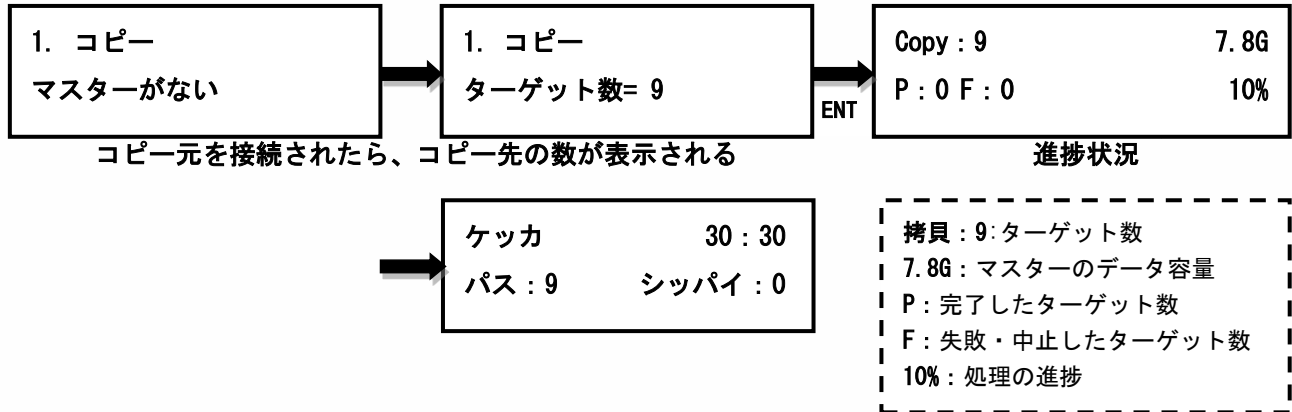 1. コピー
マスターがない
1. コピー
ターゲット数= 9
ENT
Copy：9 7.8G
P：0 F：0 10%
コピー元を接続されたら、コピー先の数が表示される
進捗状況
ケッカ 30：30
パス：9 シッパイ：0
拷貝：9:ターゲット数
7.8G：マスターのデータ容量
P：完了したターゲット数
F：失敗・中止したターゲット数
10%：処理の進捗